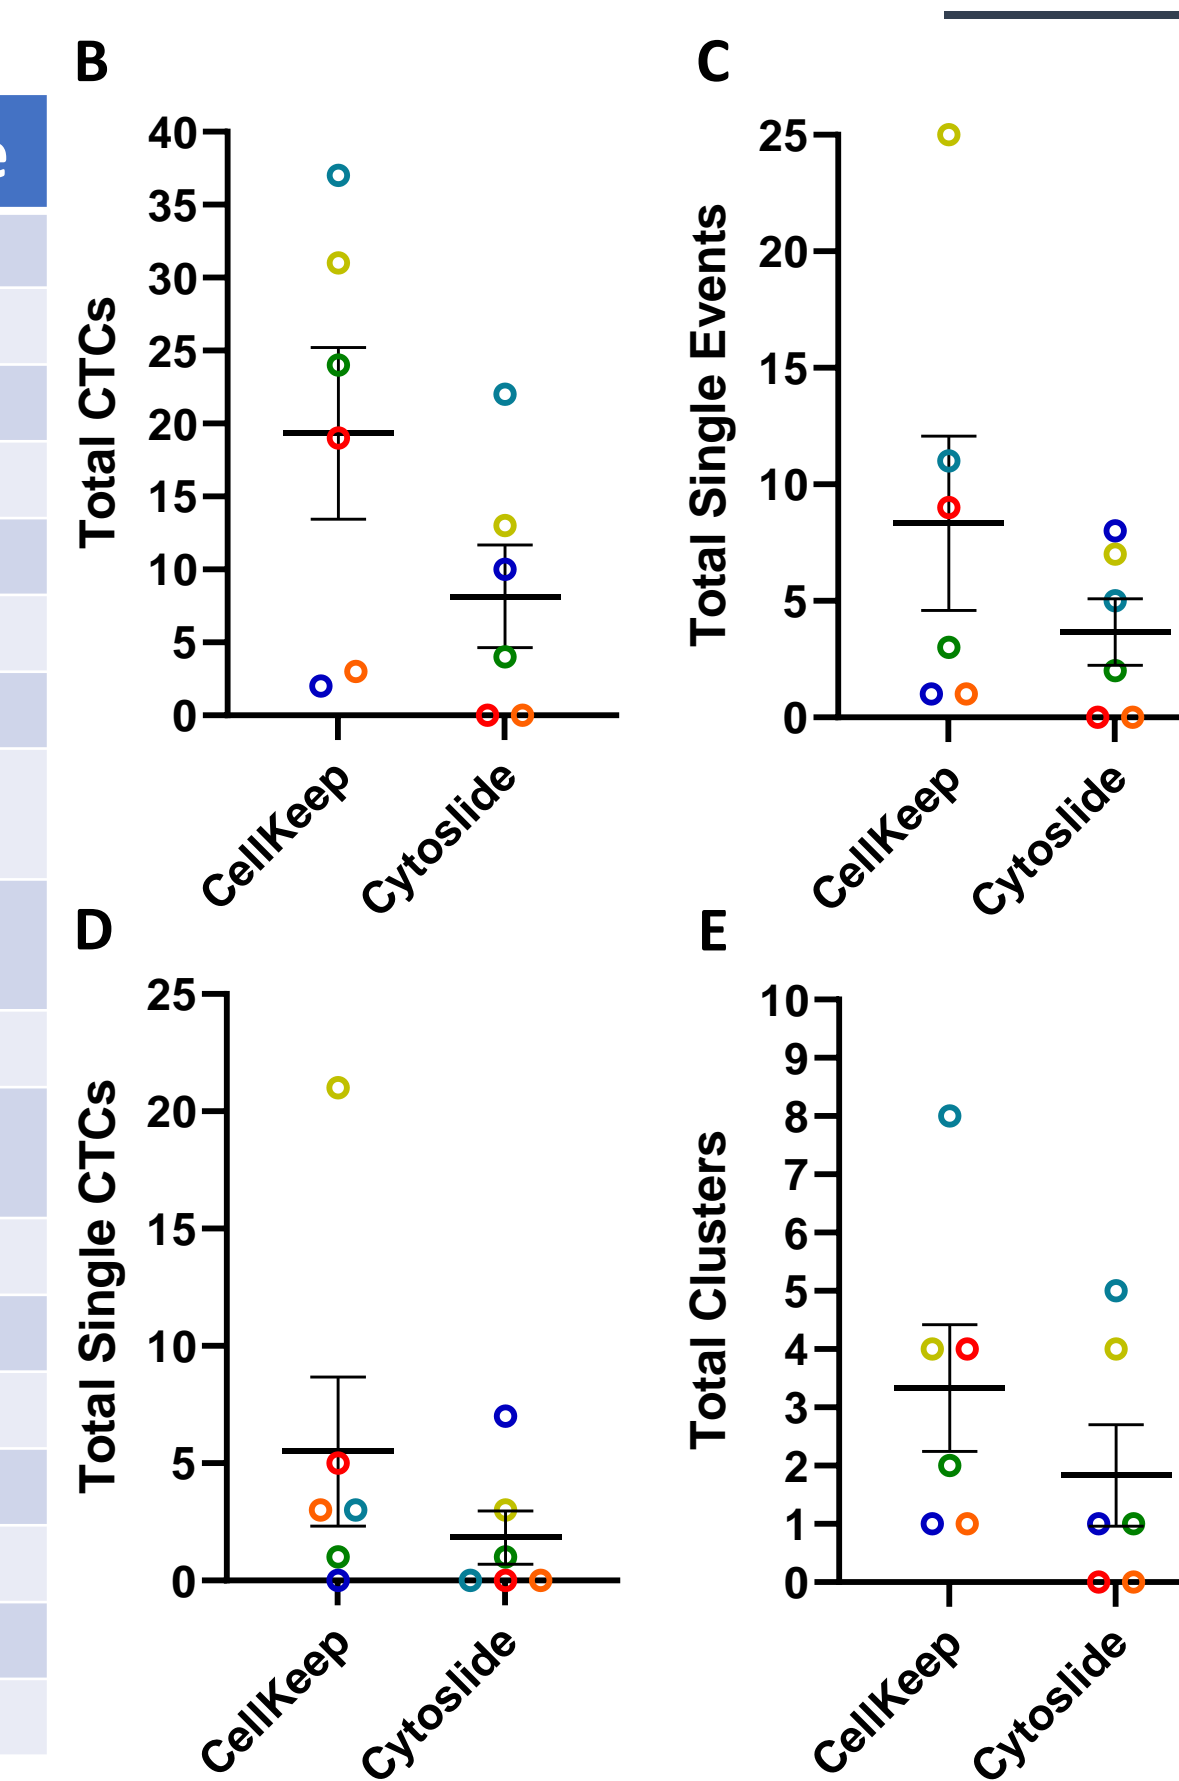 e
B
Total CTCs
40
35
30
25
20
15
10
5
0
CellKeep
Cytoslide
C
Total Single Events
25
20
15
10
5
0
CellKeep
Cytoslide
D
Total Single CTCs
25
20
15
10
5
0
CellKeep
Cytoslide
E
Total Clusters
10
9
8
7
6
5
4
3
2
1
0
CellKeep
Cytoslide